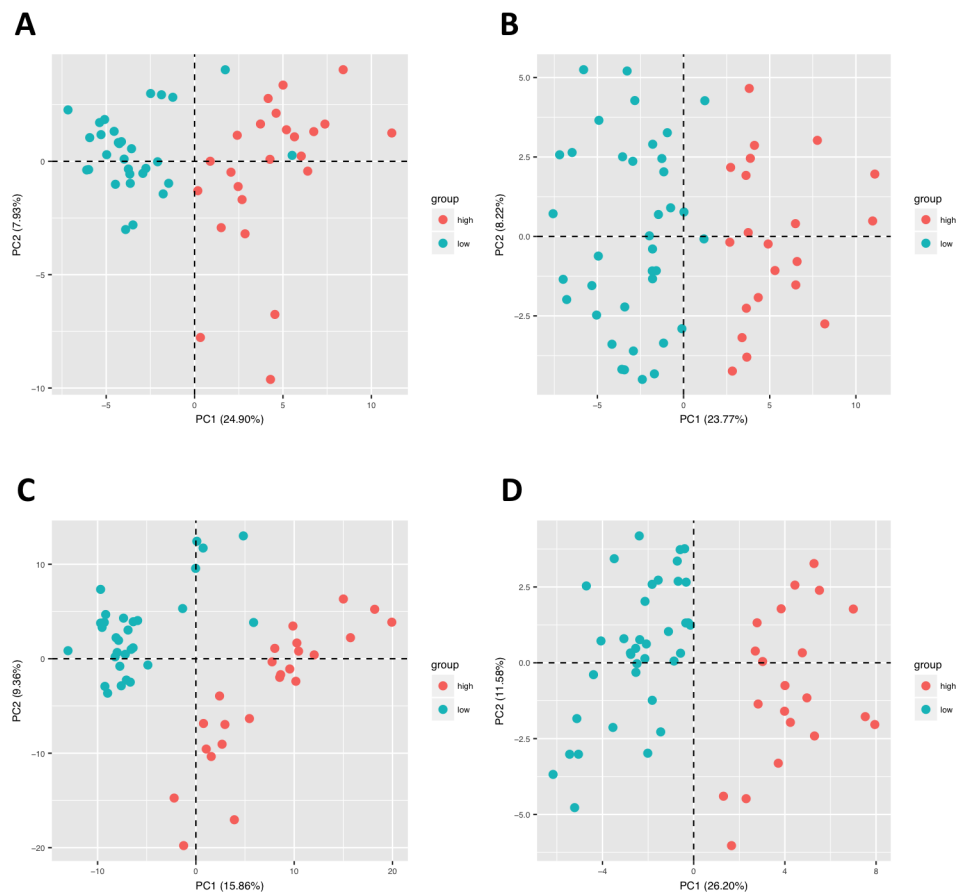 A
B
5
0
−5
−10
PC2 (7.93%)
−5
0
5
10
PC1 (24.90%)
group
high
low
5.0
2.5
0.0
−2.5
PC2 (8.22%)
−5
0
5
10
PC1 (23.77%)
group
high
low
C
D
10
0
−10
−20
PC2 (9.36%)
−10
0
10
20
PC1 (15.86%)
group
high
low
2.5
0.0
−2.5
−5.0
PC2 (11.58%)
−4
0
4
8
PC1 (26.20%)
group
high
low